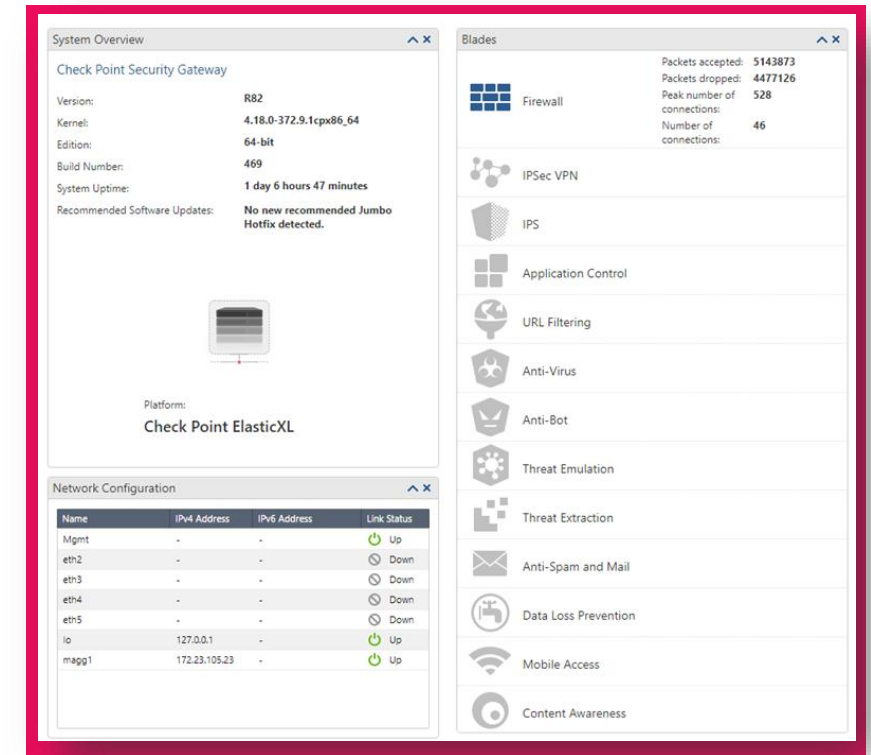 System Overview
Check Point Security Gateway
Version: R82
Kernel: 4.18.0-372.9.1cpx86_64
Edition: 64-bit
Build Number: 469
System Uptime: 1 day 6 hours 47 minutes
Recommended Software Updates: No new recommended Jumbo
Hotfix detected.
Platform:
Check Point ElasticXL
Network Configuration
Name IPv4 Address IPv6 Address Link Status
Mgmt - - Up
eth2 - - Down
eth3 - - Down
eth4 - - Down
eth5 - - Down
lo 127.0.0.1 - Up
magg1 172.23.105.23 - Up
Blades
Firewall
Packets accepted: 5143873
Packets dropped: 4477126
Peak number of 528
connections:
Number of 46
connections:
IPSec VPN
IPS
Application Control
URL Filtering
Anti-Virus
Anti-Bot
Threat Emulation
Threat Extraction
Anti-Spam and Mail
Data Loss Prevention
Mobile Access
Content Awareness